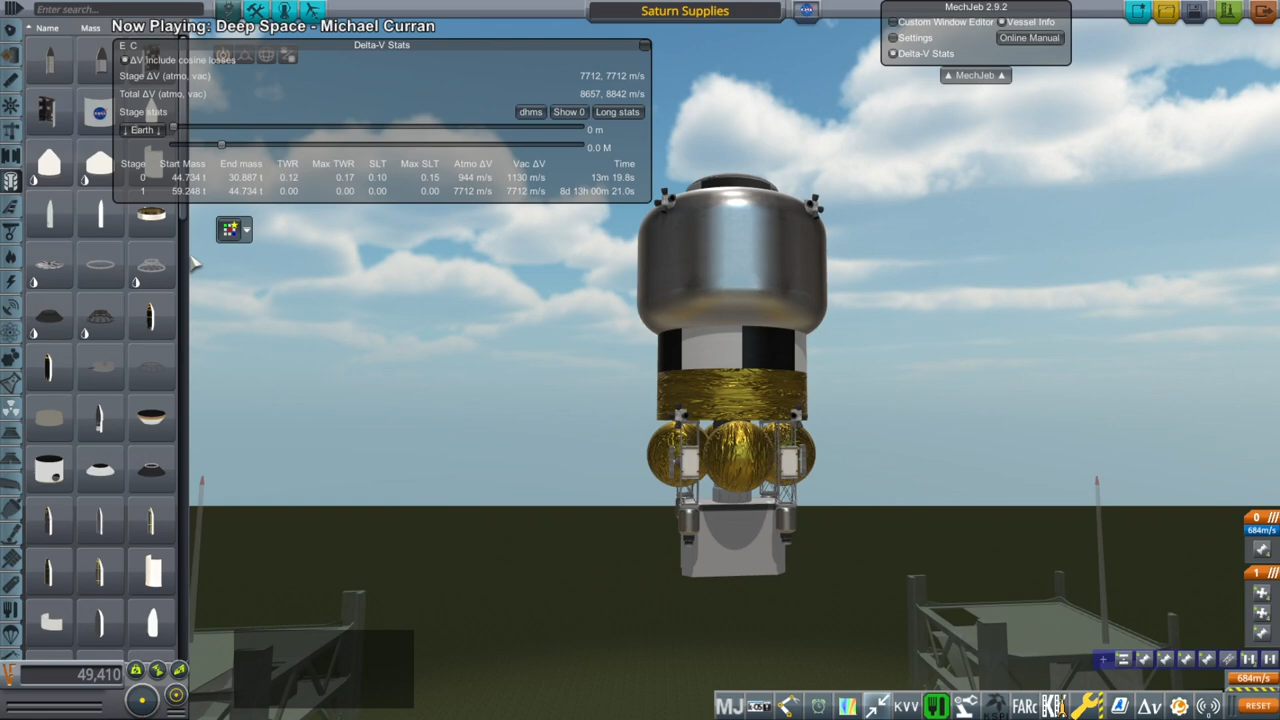 Enter search...
Saturn Supplies
MechJeb 2.9.2
Name Mass
Now Playing: Deep Space - Michael Curran
Custom Window Editor Vessel Info
Settings Online Manual
Delta-V Stats
▲ MechJeb ▲
E C Delta-V Stats
ΔV include cosine losses
Stage ΔV (atmo, vac) 7712, 7712 m/s
Total ΔV (atmo, vac) 8657, 8842 m/s
Stage stats dhms Show 0 Long stats
↓ Earth ↓ 0 m
0.0 M
Stage Start Mass End mass TWR Max TWR SLT Max SLT Atmo ΔV Vac ΔV Time
0 44.734 t 30.887 t 0.12 0.17 0.10 0.15 944 m/s 1130 m/s 13m 19.8s
1 59.248 t 44.734 t 0.00 0.00 0.00 0.00 7712 m/s 7712 m/s 8d 13h 00m 21.0s
0
684m/s
1
49,410
684m/s
MJ KVV FARc Δv RESET